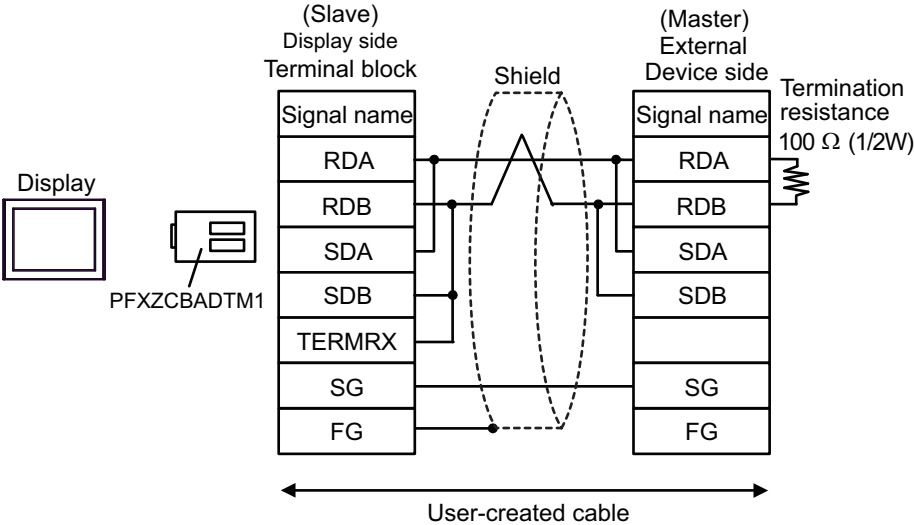 (Slave)
Display side
Terminal block
Shield
(Master)
External
Device side
Termination
resistance
100 Ω (1/2W)
Signal name
Signal name
RDA
RDA
Display
RDB
RDB
SDA
SDA
PFXZCBADTM1
SDB
SDB
TERMRX
SG
SG
FG
FG
User-created cable